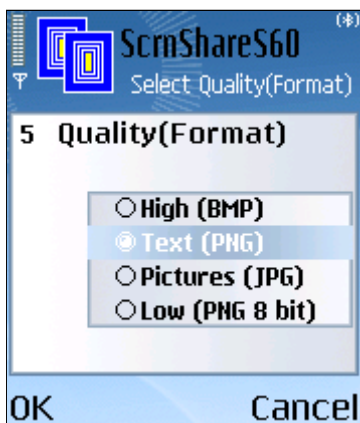 ScrnShareS60
Select Quality(Format)
5 Quality(Format)
High (BMP)
Text (PNG)
Pictures (JPG)
Low (PNG 8 bit)
OK Cancel